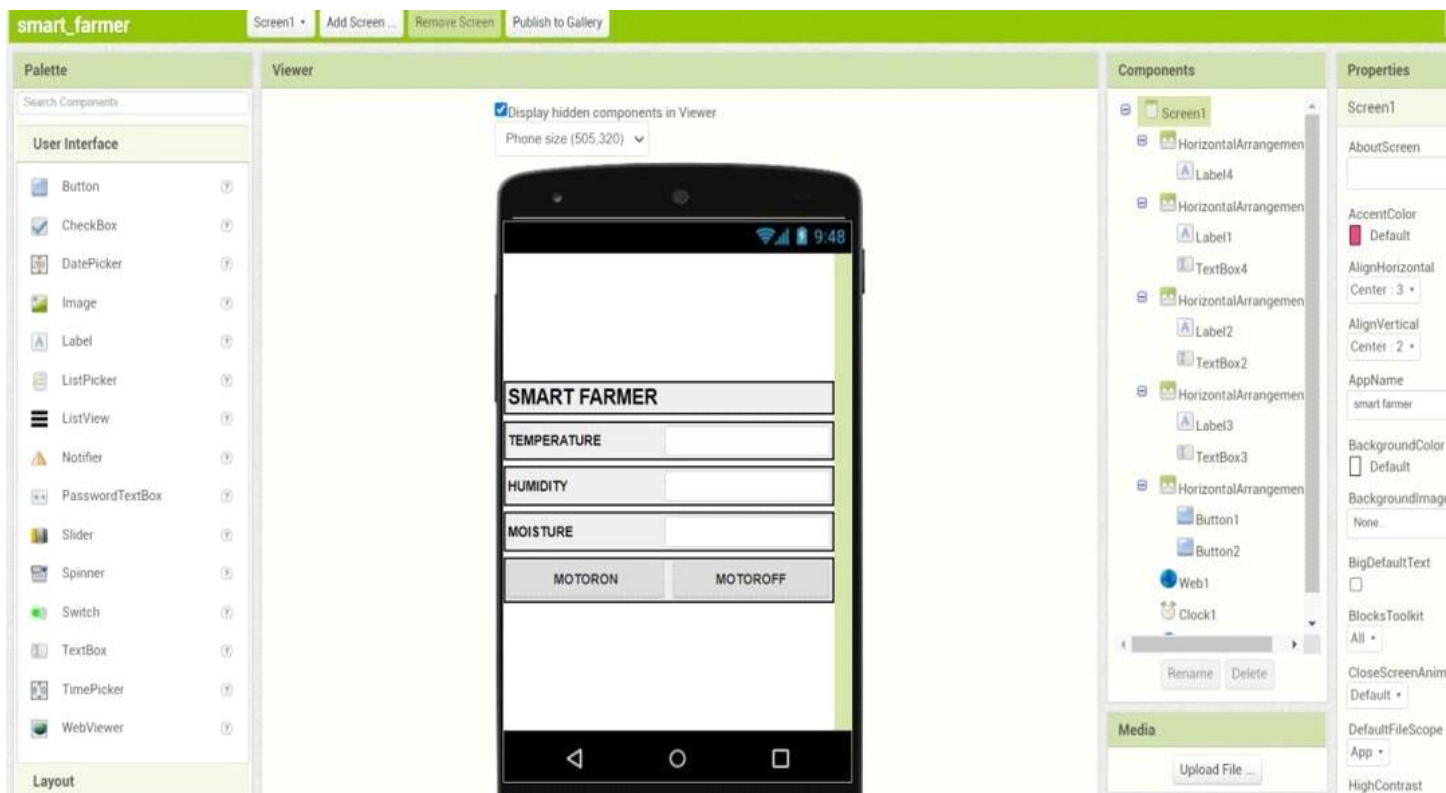 smart_farmer
Screen1
Add Screen ...
Remove Screen
Publish to Gallery
Palette
Search Components...
User Interface
Button
CheckBox
DatePicker
Image
Label
ListPicker
ListView
Notifier
PasswordTextBox
Slider
Spinner
Switch
TextBox
TimePicker
WebViewer
Layout
Viewer
Display hidden components in Viewer
Phone size (505,320)
9:48
SMART FARMER
TEMPERATURE
HUMIDITY
MOISTURE
MOTORON
MOTOROFF
Components
Screen1
HorizontalArrangemen
Label4
HorizontalArrangemen
Label1
TextBox4
HorizontalArrangemen
Label2
TextBox2
HorizontalArrangemen
Label3
TextBox3
HorizontalArrangemen
Button1
Button2
Web1
Clock1
Rename
Delete
Media
Upload File ...
Properties
Screen1
AboutScreen
AccentColor
Default
AlignHorizontal
Center : 3
AlignVertical
Center : 2
AppName
smart farmer
BackgroundColor
Default
BackgroundImage
None...
BigDefaultText
BlocksToolkit
All
CloseScreenAnim
Default
DefaultFileScope
App
HighContrast